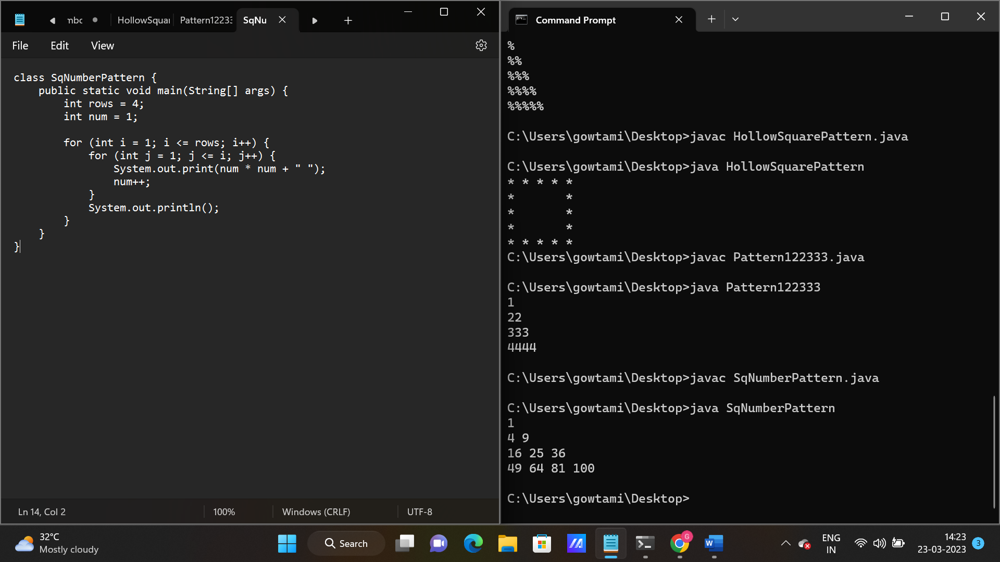 mbc HollowSquar Pattern12233 SqNu
File Edit View
class SqNumberPattern {
    public static void main(String[] args) {
        int rows = 4;
        int num = 1;
        for (int i = 1; i <= rows; i++) {
            for (int j = 1; j <= i; j++) {
                System.out.print(num * num + " ");
                num++;
            }
            System.out.println();
        }
    }
}
Ln 14, Col 2 100% Windows (CRLF) UTF-8
Command Prompt
%
%%
%%%
%%%%
%%%%%
C:\Users\gowtami\Desktop>javac HollowSquarePattern.java
C:\Users\gowtami\Desktop>java HollowSquarePattern
* * * * *
*       *
*       *
*       *
* * * * *
C:\Users\gowtami\Desktop>javac Pattern122333.java
C:\Users\gowtami\Desktop>java Pattern122333
1
22
333
4444
C:\Users\gowtami\Desktop>javac SqNumberPattern.java
C:\Users\gowtami\Desktop>java SqNumberPattern
1
4 9
16 25 36
49 64 81 100
C:\Users\gowtami\Desktop>
32°C
Mostly cloudy
Search
G
W
ENG
IN
14:23
23-03-2023
3